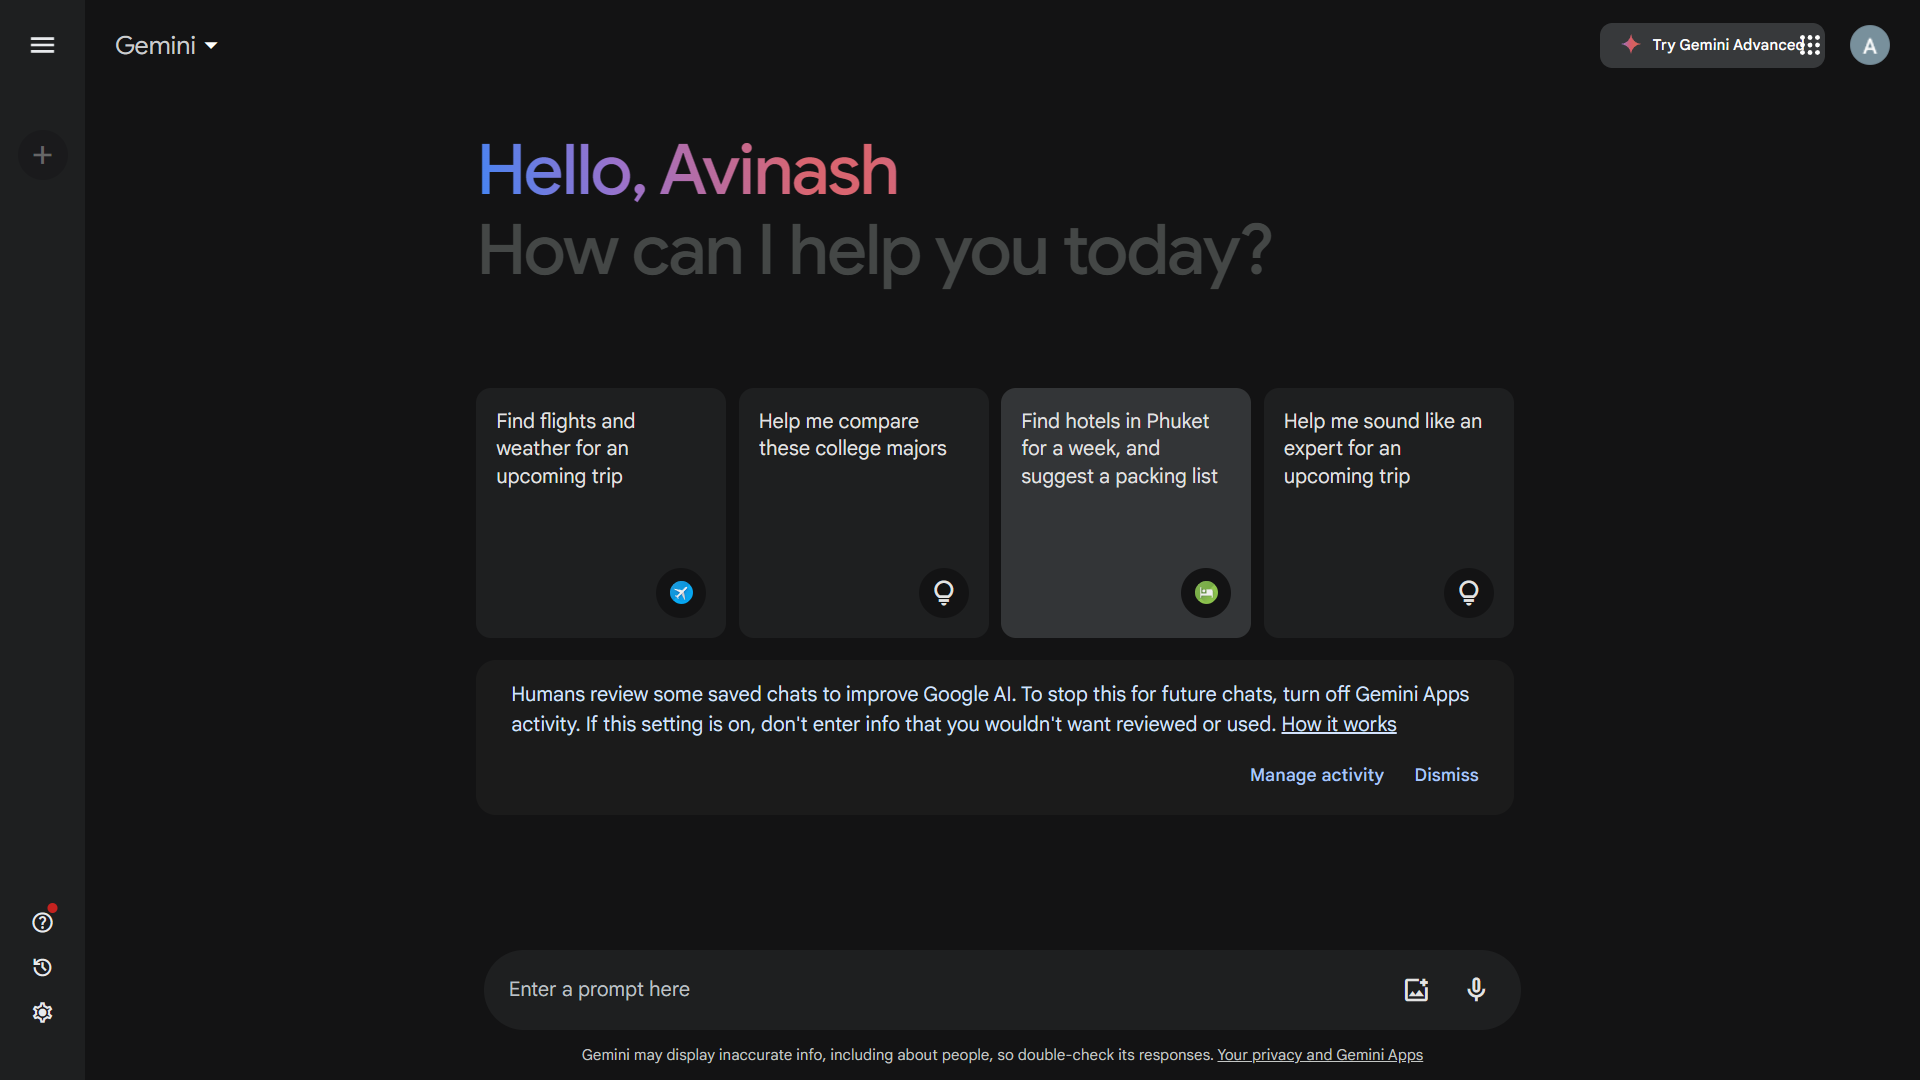 Gemini
Try Gemini Advanced
A
Hello, Avinash
How can I help you today?
Find flights and
weather for an
upcoming trip
Help me compare
these college majors
Find hotels in Phuket
for a week, and
suggest a packing list
Help me sound like an
expert for an
upcoming trip
Humans review some saved chats to improve Google AI. To stop this for future chats, turn off Gemini Apps
activity. If this setting is on, don't enter info that you wouldn't want reviewed or used. How it works
Manage activity Dismiss
Enter a prompt here
Gemini may display inaccurate info, including about people, so double-check its responses. Your privacy and Gemini Apps